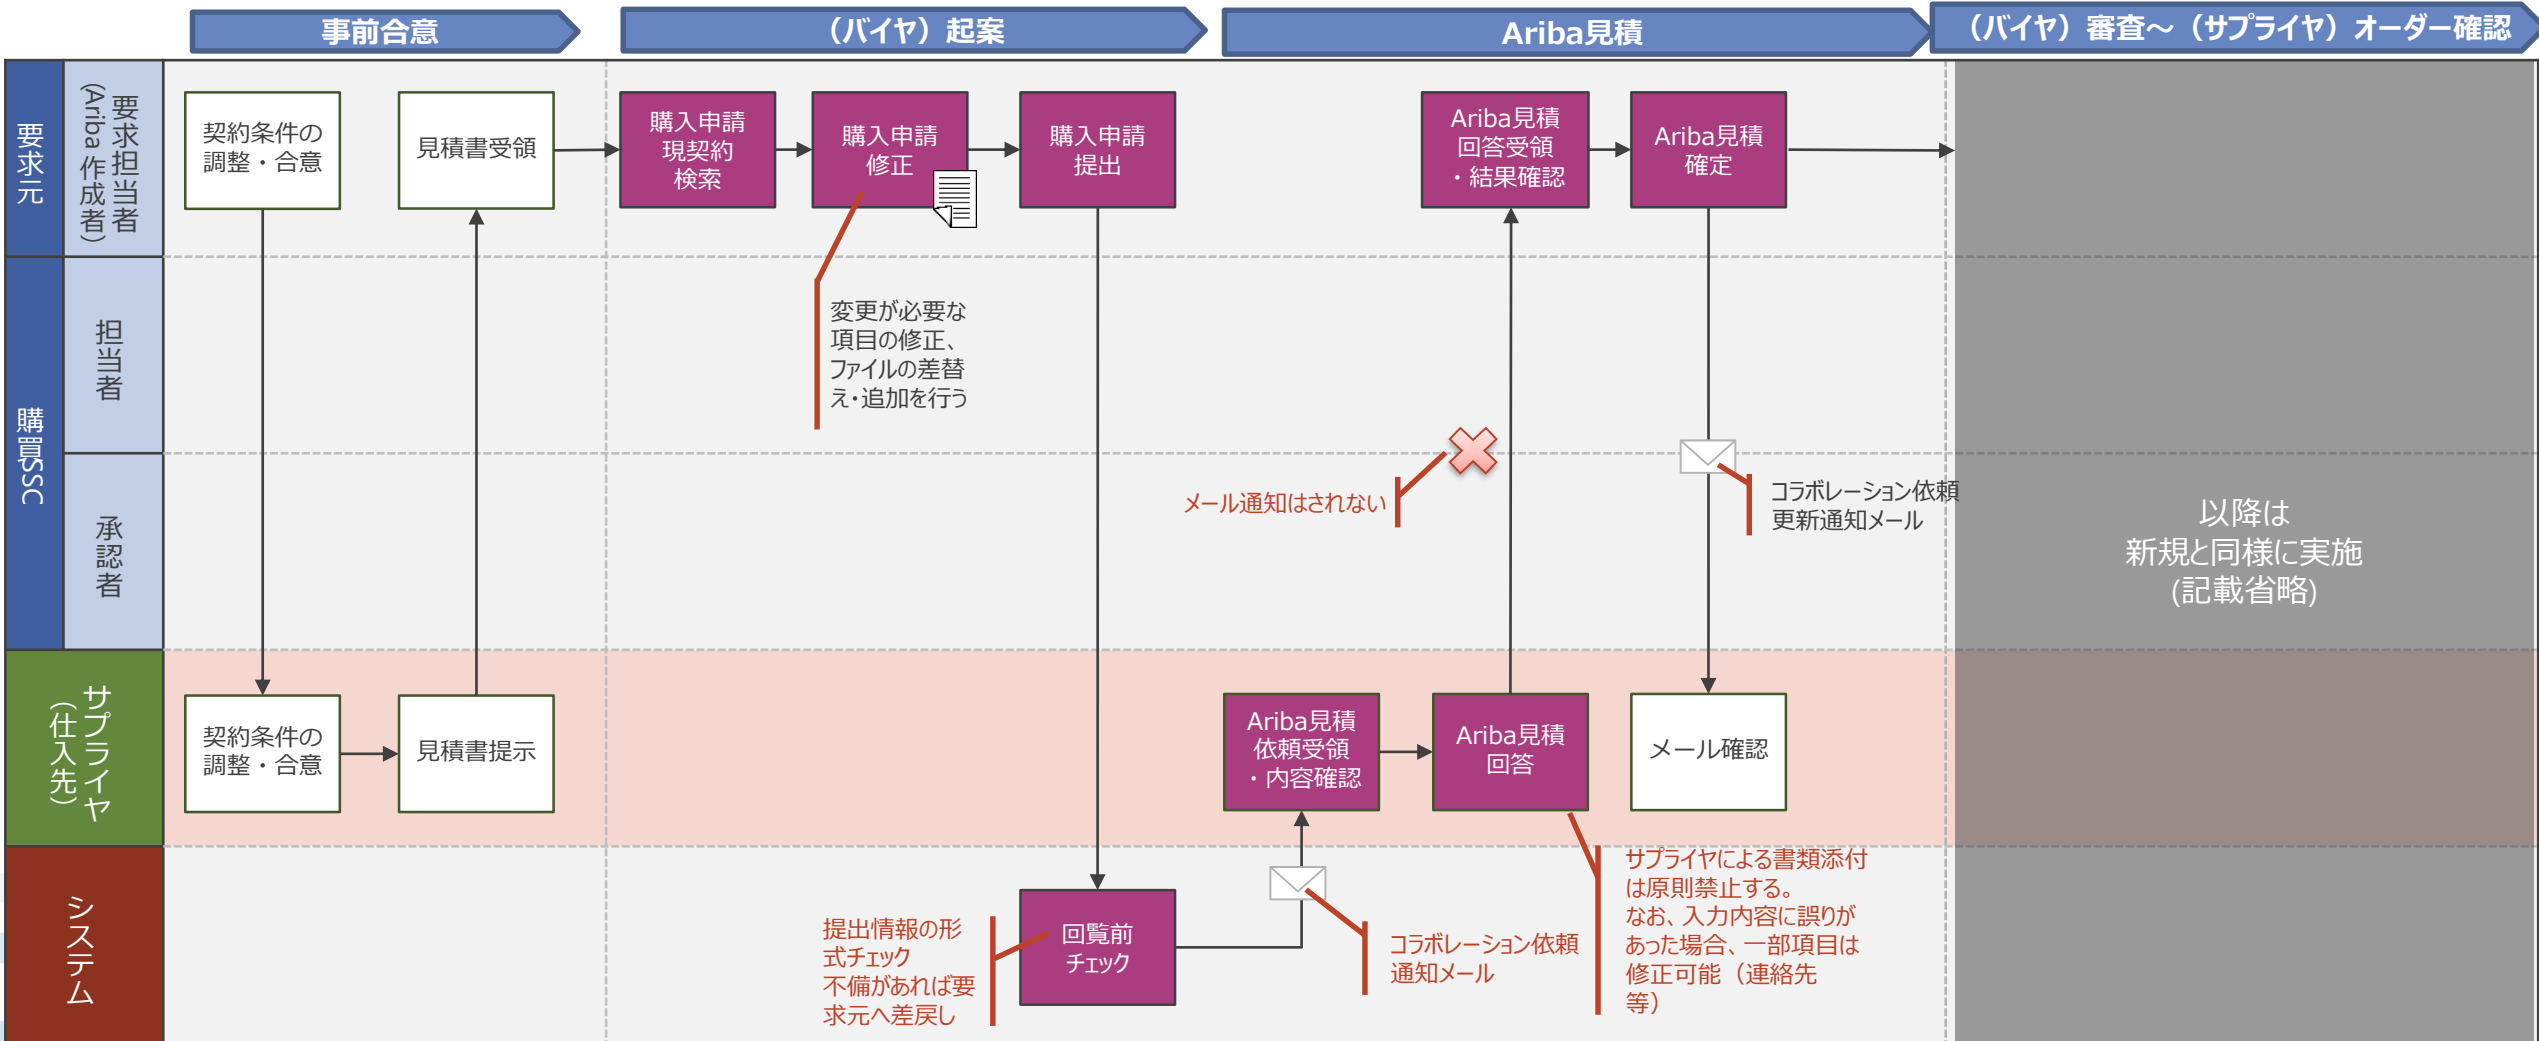 事前合意
（バイヤ）起案
Ariba見積
（バイヤ）審査～（サプライヤ）オーダー確認
要求元
要求担当者
(Ariba 作成者)
契約条件の
調整・合意
見積書受領
購入申請
現契約
検索
購入申請
修正
購入申請
提出
Ariba見積
回答受領
・結果確認
Ariba見積
確定
購買SSC
担当者
変更が必要な
項目の修正、
ファイルの差替
え・追加を行う
承認者
メール通知はされない
コラボレーション依頼
更新通知メール
以降は
新規と同様に実施
(記載省略)
サプライヤ
（仕入先）
契約条件の
調整・合意
見積書提示
Ariba見積
依頼受領
・内容確認
Ariba見積
回答
メール確認
システム
提出情報の形
式チェック
不備があれば要
求元へ差戻し
回覧前
チェック
コラボレーション依頼
通知メール
サプライヤによる書類添付
は原則禁止する。
なお、入力内容に誤りが
あった場合、一部項目は
修正可能（連絡先
等）